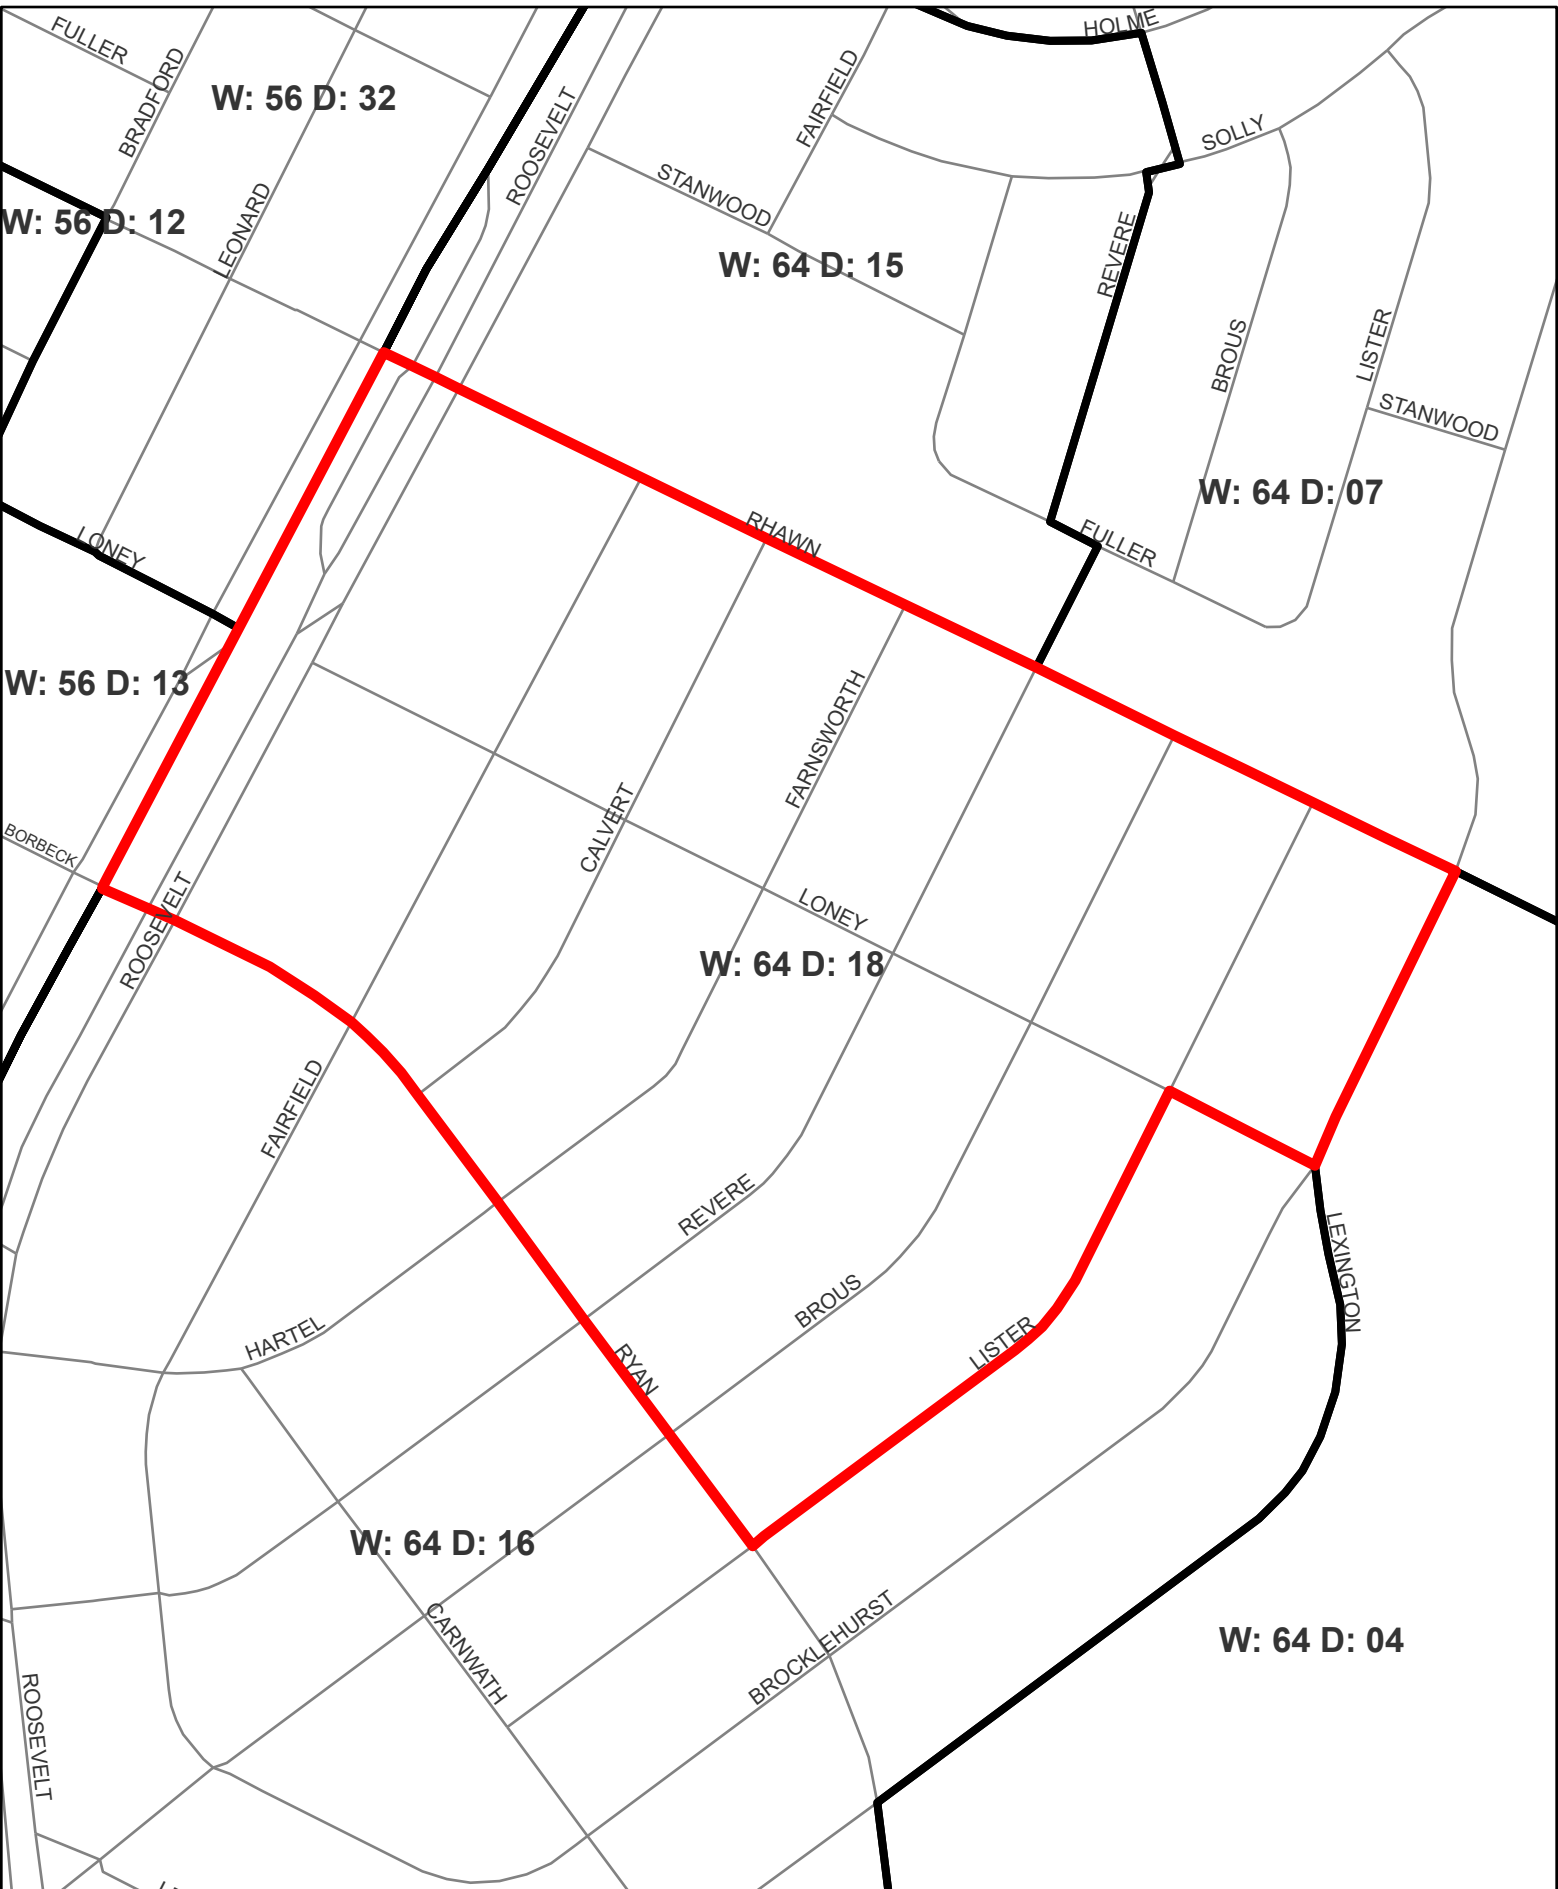 HOLME
FULLER
BRADFORD
W: 56 D: 32
ROOSEVELT
FAIRFIELD
SOLLY
STANWOOD
W: 56 D: 12
LEONARD
W: 64 D: 15
REVERE
BROUS
LISTER
STANWOOD
W: 64 D: 07
RHAWN
FULLER
LONEY
W: 56 D: 13
FARNSWORTH
CALVERT
BORBECK
ROOSEVELT
LONEY
W: 64 D: 18
FAIRFIELD
REVERE
LEXINGTON
BROUS
HARTEL
LISTER
RYAN
W: 64 D: 16
CARNWATH
BROCKLEHURST
W: 64 D: 04
ROOSEVELT